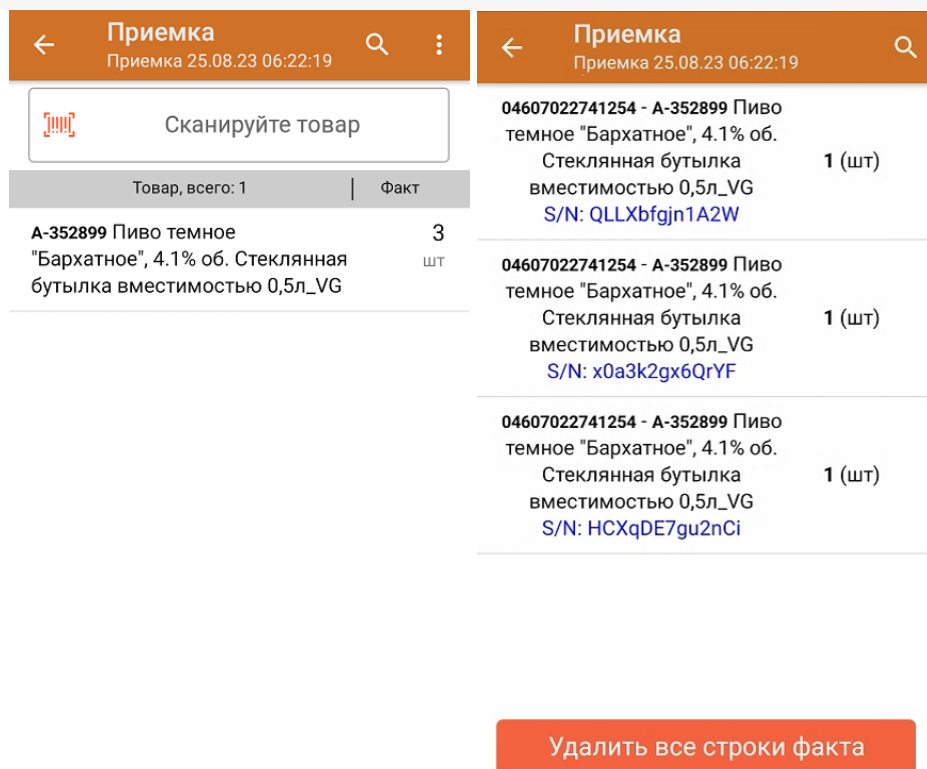 Приемка
Приемка 25.08.23 06:22:19
Сканируйте товар
Товар, всего: 1 | Факт
А-352899 Пиво темное
"Бархатное", 4.1% об. Стеклянная
бутылка вместимостью 0,5л_VG
3
шт
Приемка
Приемка 25.08.23 06:22:19
04607022741254 - А-352899 Пиво
темное "Бархатное", 4.1% об.
Стеклянная бутылка
вместимостью 0,5л_VG
S/N: QLLXbfgjn1A2W
1 (шт)
04607022741254 - А-352899 Пиво
темное "Бархатное", 4.1% об.
Стеклянная бутылка
вместимостью 0,5л_VG
S/N: x0a3k2gx6QrYF
1 (шт)
04607022741254 - А-352899 Пиво
темное "Бархатное", 4.1% об.
Стеклянная бутылка
вместимостью 0,5л_VG
S/N: HCXqDE7gu2nCi
1 (шт)
Удалить все строки факта